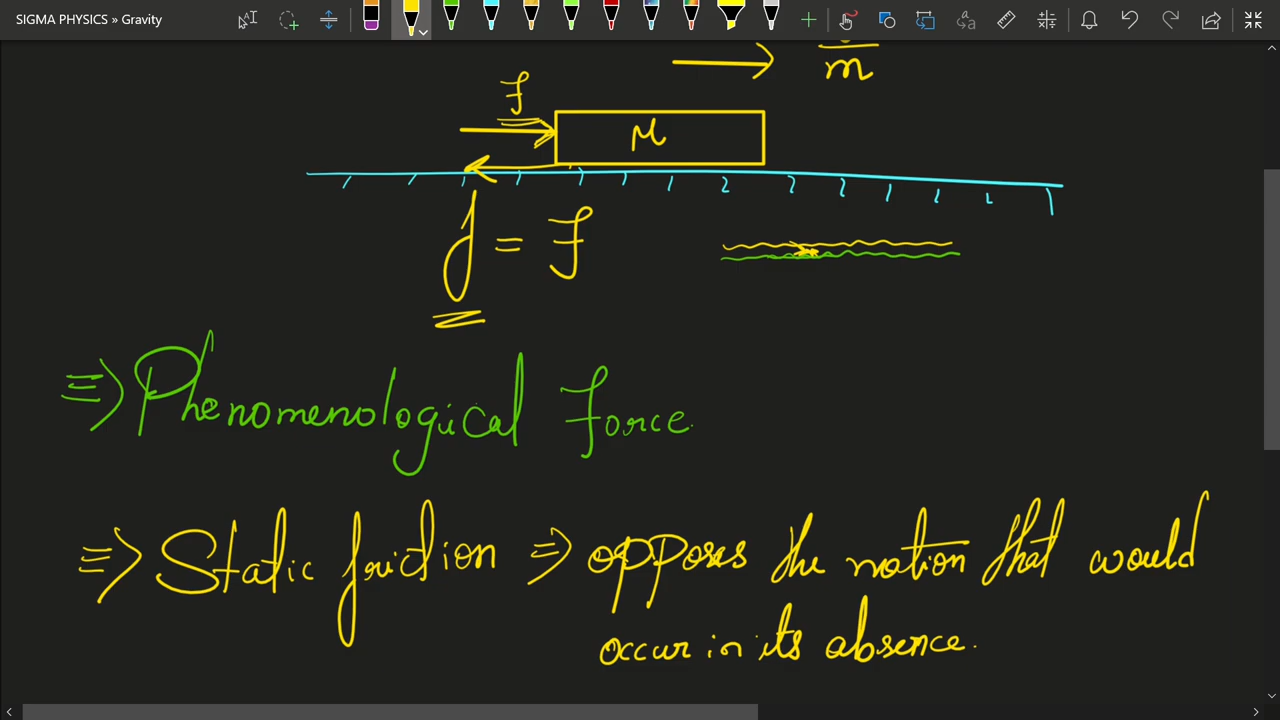 SIGMA PHYSICS » Gravity
m
F
M
f = F
⇒ Phenomenological Force.
⇒ Static friction ⇒ opposes the motion that would
occur in its absence.